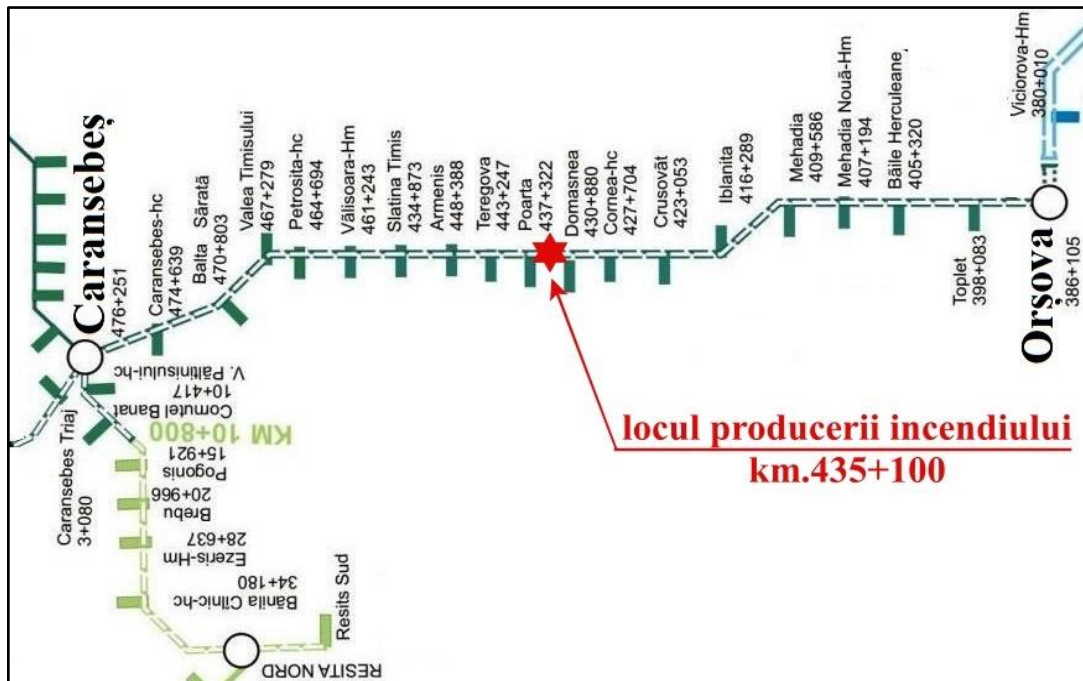 Caransebeș
476+251
Caransebes-hc
474+639
Balta Sărată
470+803
Valea Timisului
467+279
Petrosita-hc
464+694
Vălisoara-Hm
461+243
Slatina Timis
434+873
Armenis
448+388
Teregova
443+247
Poarta
437+322
Domasnea
430+880
Cornea-hc
427+704
Crusovăt
423+053
Iblanita
416+289
Mehadia
409+586
Mehadia Nouă-Hm
407+194
Băile Herculeane
405+320
Toplet
398+083
Orșova
386+105
Viciorova-Hm
380+010
locul producerii incendiului
km.435+100
V. Păltinisului-hc
10+417
Comutel Banat
KM 10+800
Caransebes Triaj
3+080
15+921
Pogonis
20+966
Brebu
28+637
Ezeris-Hm
34+180
Bănila Cîlnic-hc
Resits Sud
RESITA NORD